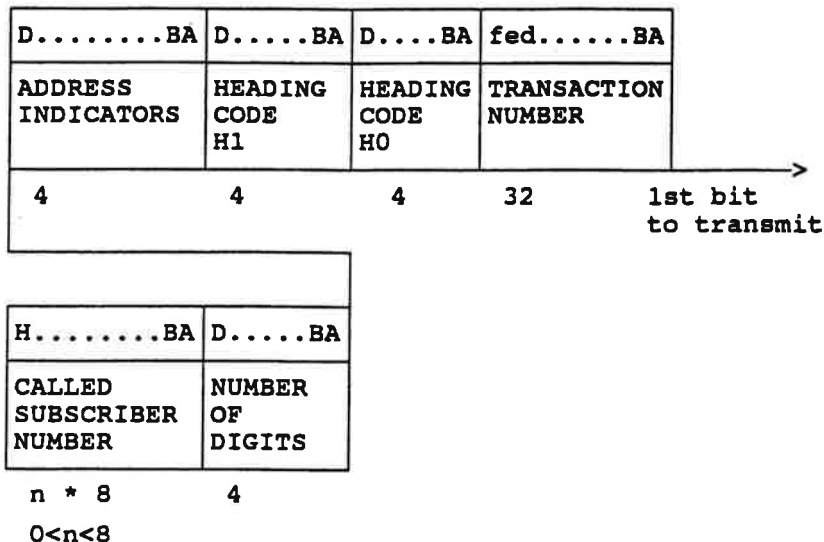 D........BA D.....BA D....BA fed......BA
ADDRESS HEADING HEADING TRANSACTION
INDICATORS CODE CODE NUMBER
H1 H0
4 4 4 32 1st bit
to transmit
H........BA D.....BA
CALLED NUMBER
SUBSCRIBER OF
NUMBER DIGITS
n * 8 4
0<n<8